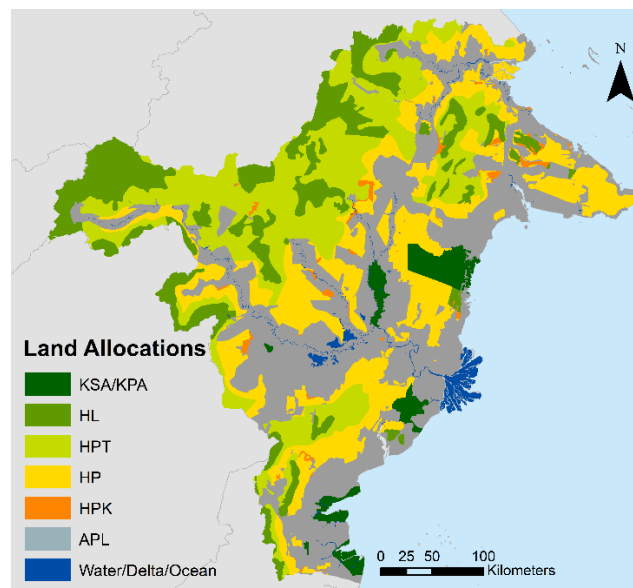 N
Land Allocations
KSA/KPA
HL
HPT
HP
HPK
APL
Water/Delta/Ocean
0 25 50 100
Kilometers